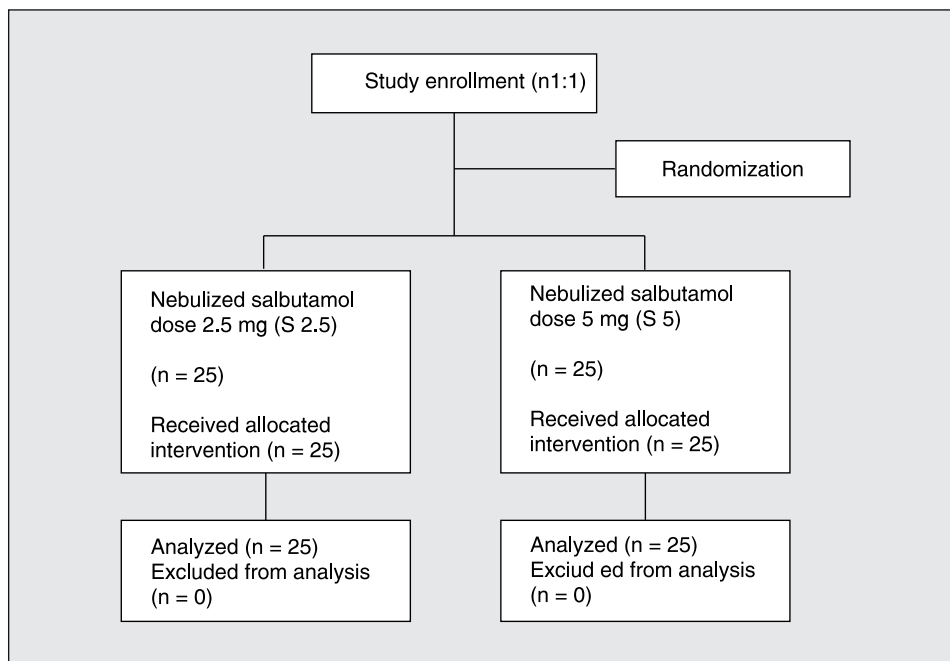 Study enrollment (n1:1)
Randomization
Nebulized salbutamol
dose 2.5 mg (S 2.5)
(n = 25)
Received allocated
intervention (n = 25)
Nebulized salbutamol
dose 5 mg (S 5)
(n = 25)
Received allocated
intervention (n = 25)
Analyzed (n = 25)
Excluded from analysis
(n = 0)
Analyzed (n = 25)
Exciud ed from analysis
(n = 0)